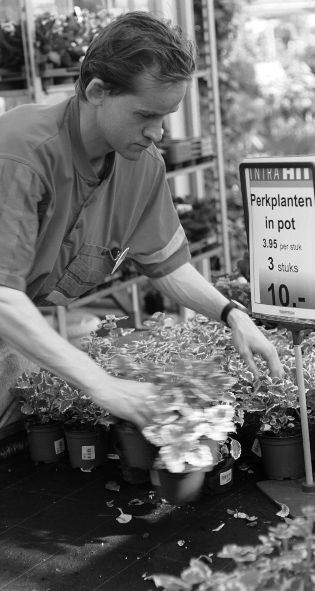 INTRA
Perkplanten
in pot
3.95 per stuk
3 stuks
10.-